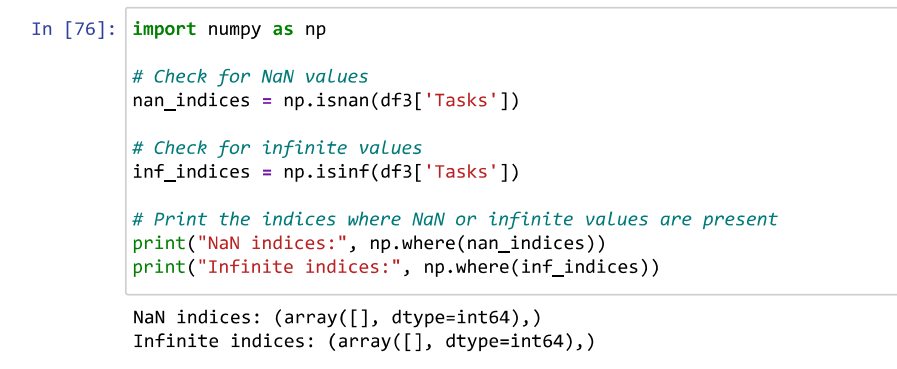 In [76]: import numpy as np
# Check for NaN values
nan_indices = np.isnan(df3['Tasks'])
# Check for infinite values
inf_indices = np.isinf(df3['Tasks'])
# Print the indices where NaN or infinite values are present
print("NaN indices:", np.where(nan_indices))
print("Infinite indices:", np.where(inf_indices))
NaN indices: (array([], dtype=int64),)
Infinite indices: (array([], dtype=int64),)